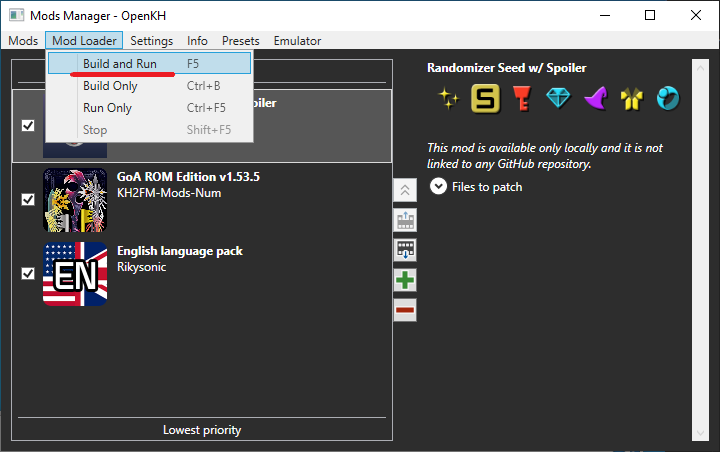 Mods Manager - OpenKH
Mods Mod Loader Settings Info Presets Emulator
Build and Run F5
Build Only Ctrl+B
Run Only Ctrl+F5
Stop Shift+F5
GoA ROM Edition v1.53.5
KH2FM-Mods-Num
EN
English language pack
Rikysonic
Lowest priority
Randomizer Seed w/ Spoiler
S
This mod is available only locally and it is not
linked to any GitHub repository.
Files to patch